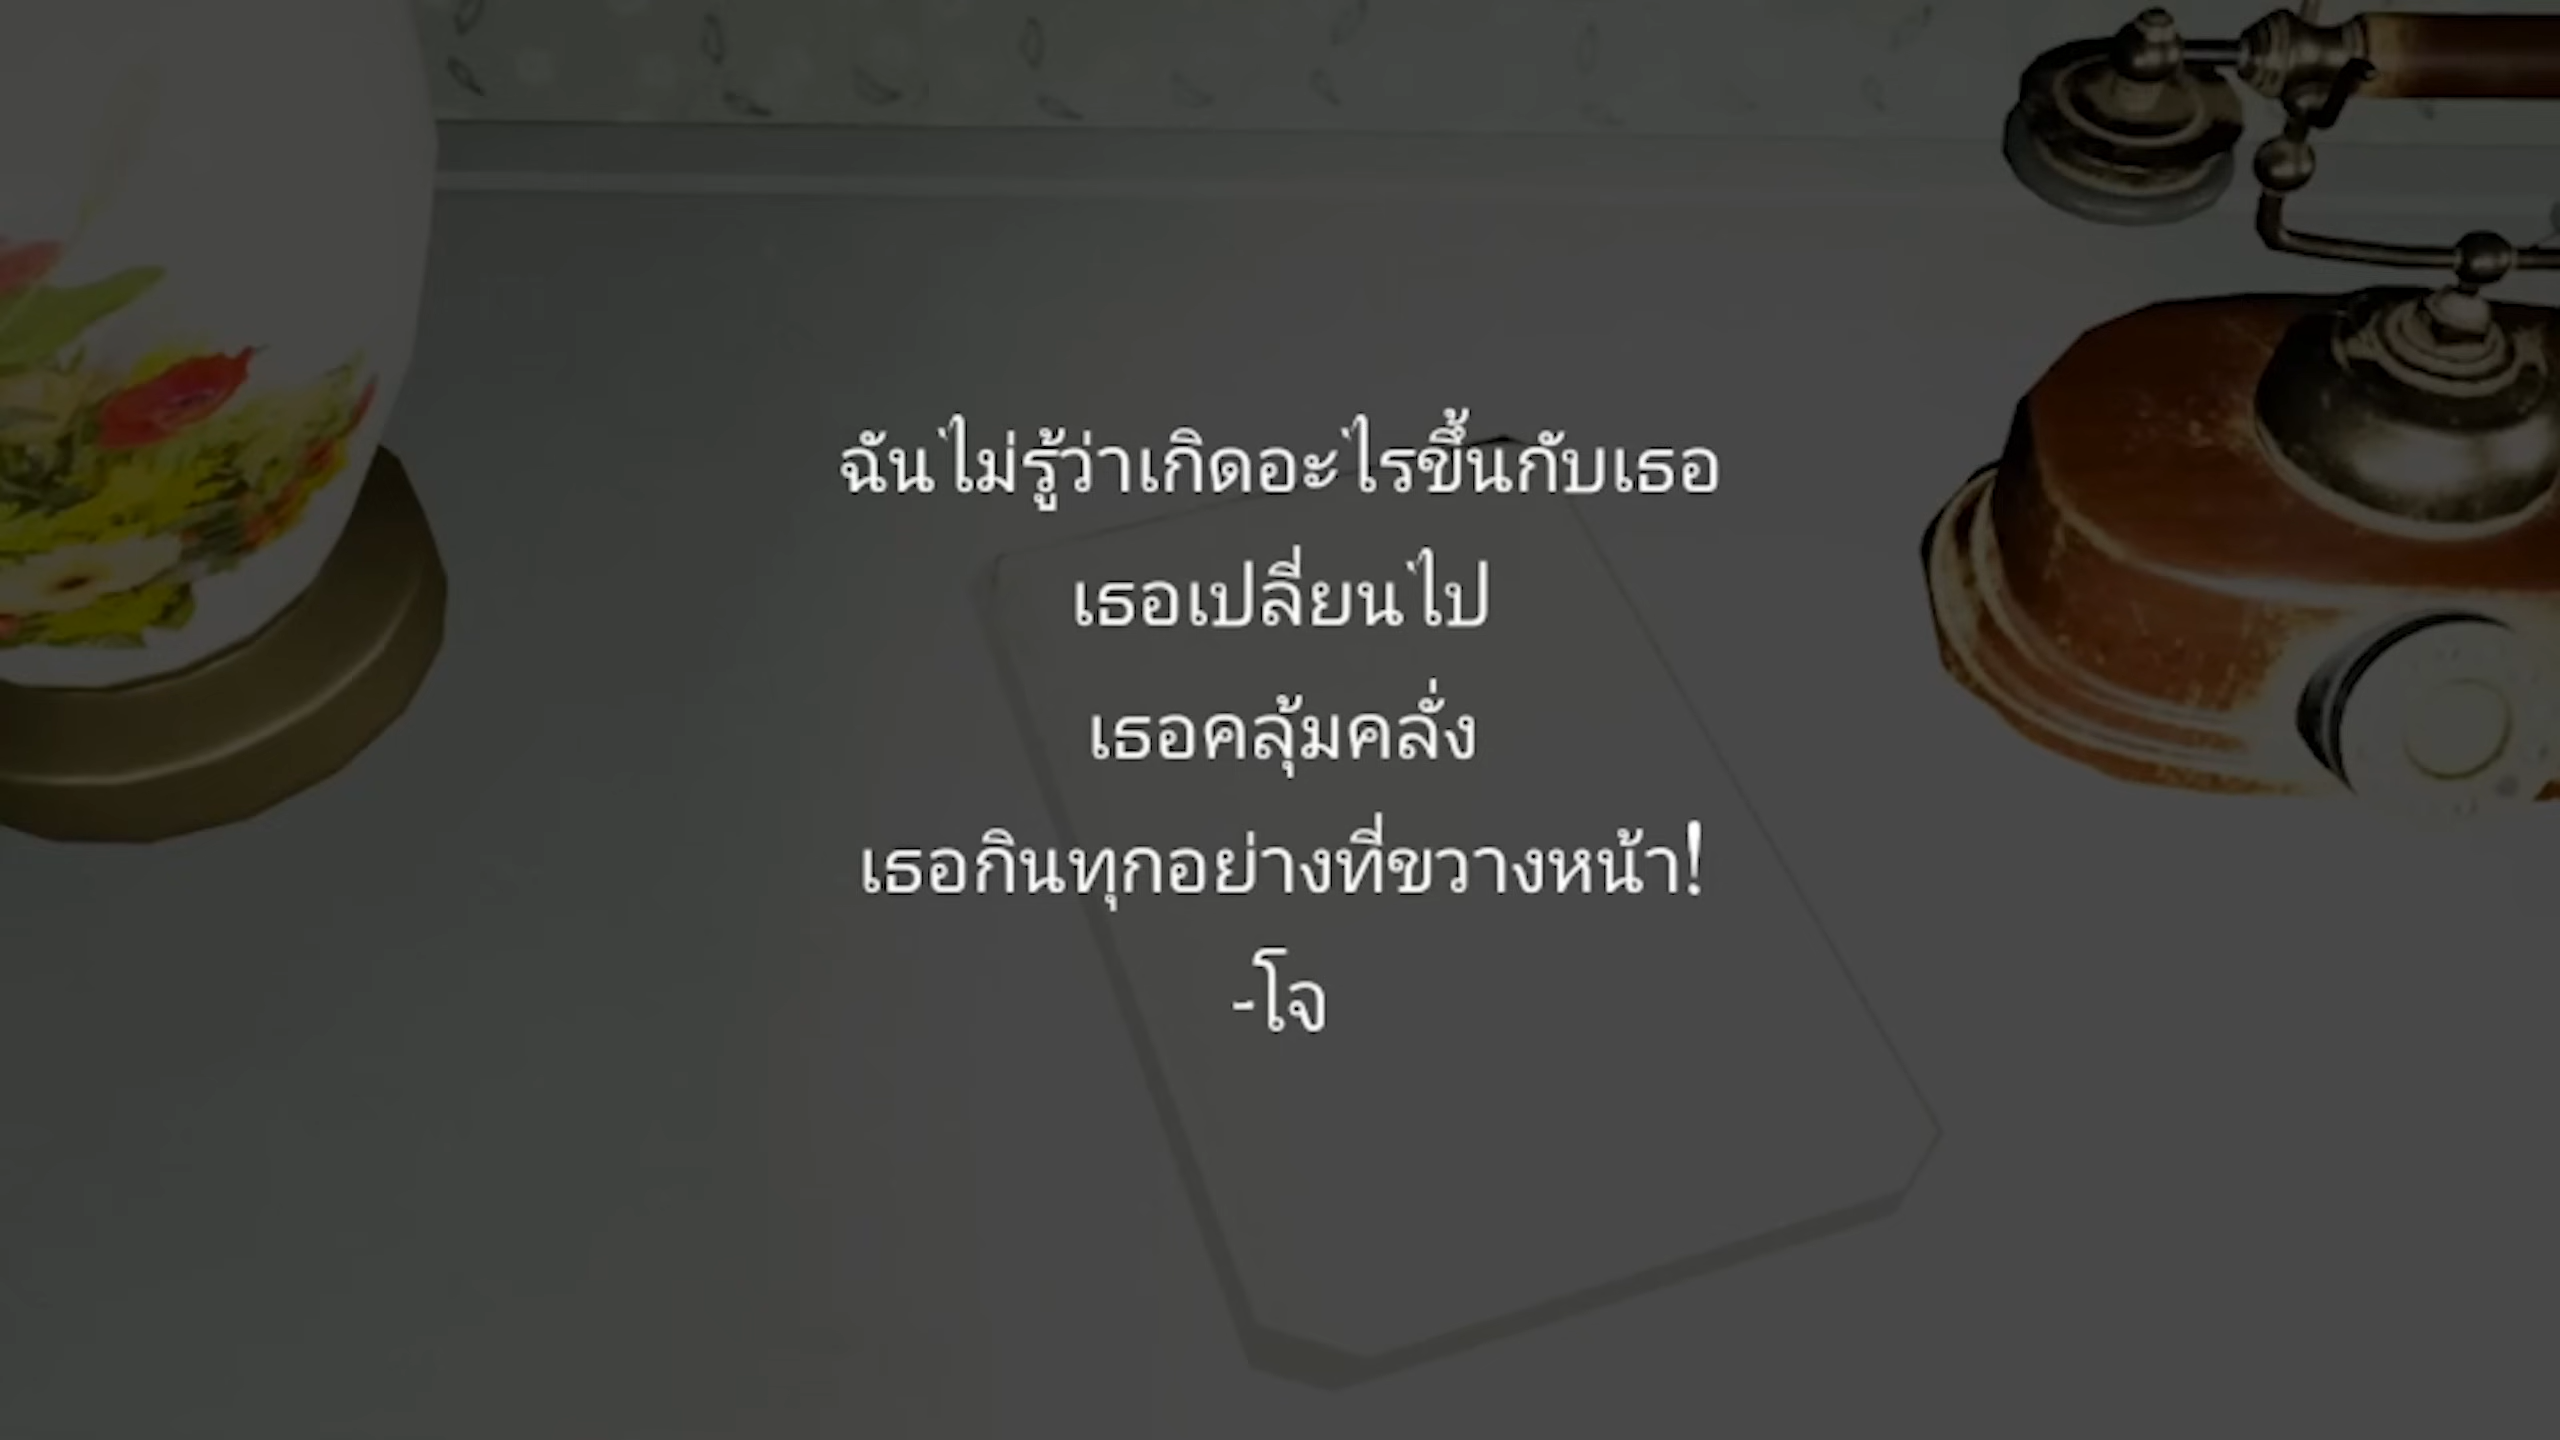 ฉันไม่รู้ว่าเกิดอะไรขึ้นกับเธอ
เธอเปลี่ยนไป
เธอคลุ้มคลั่ง
เธอกินทุกอย่างที่ขวางหน้า!
-โจ